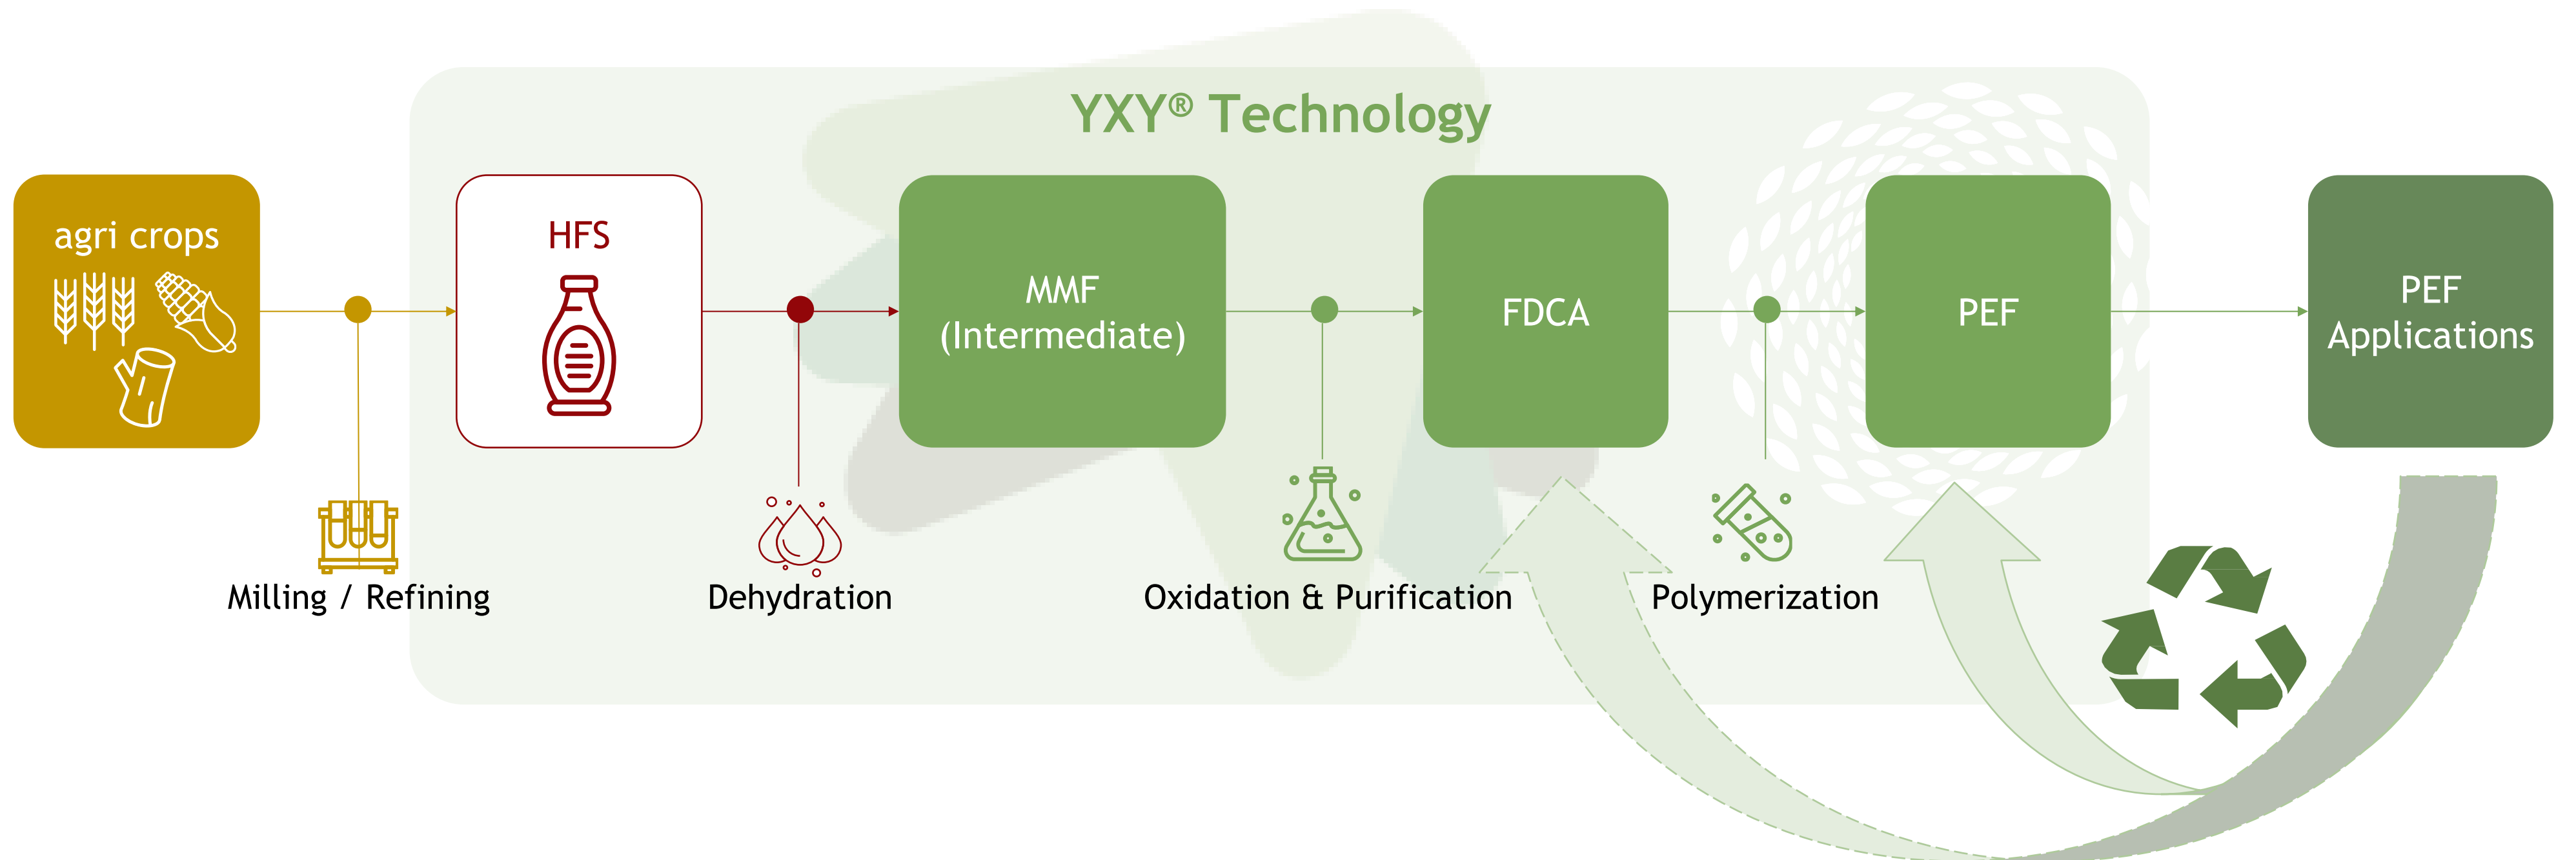 YXY® Technology
agri crops
HFS
MMF
(Intermediate)
FDCA
PEF
PEF
Applications
Milling / Refining
Dehydration
Oxidation & Purification
Polymerization